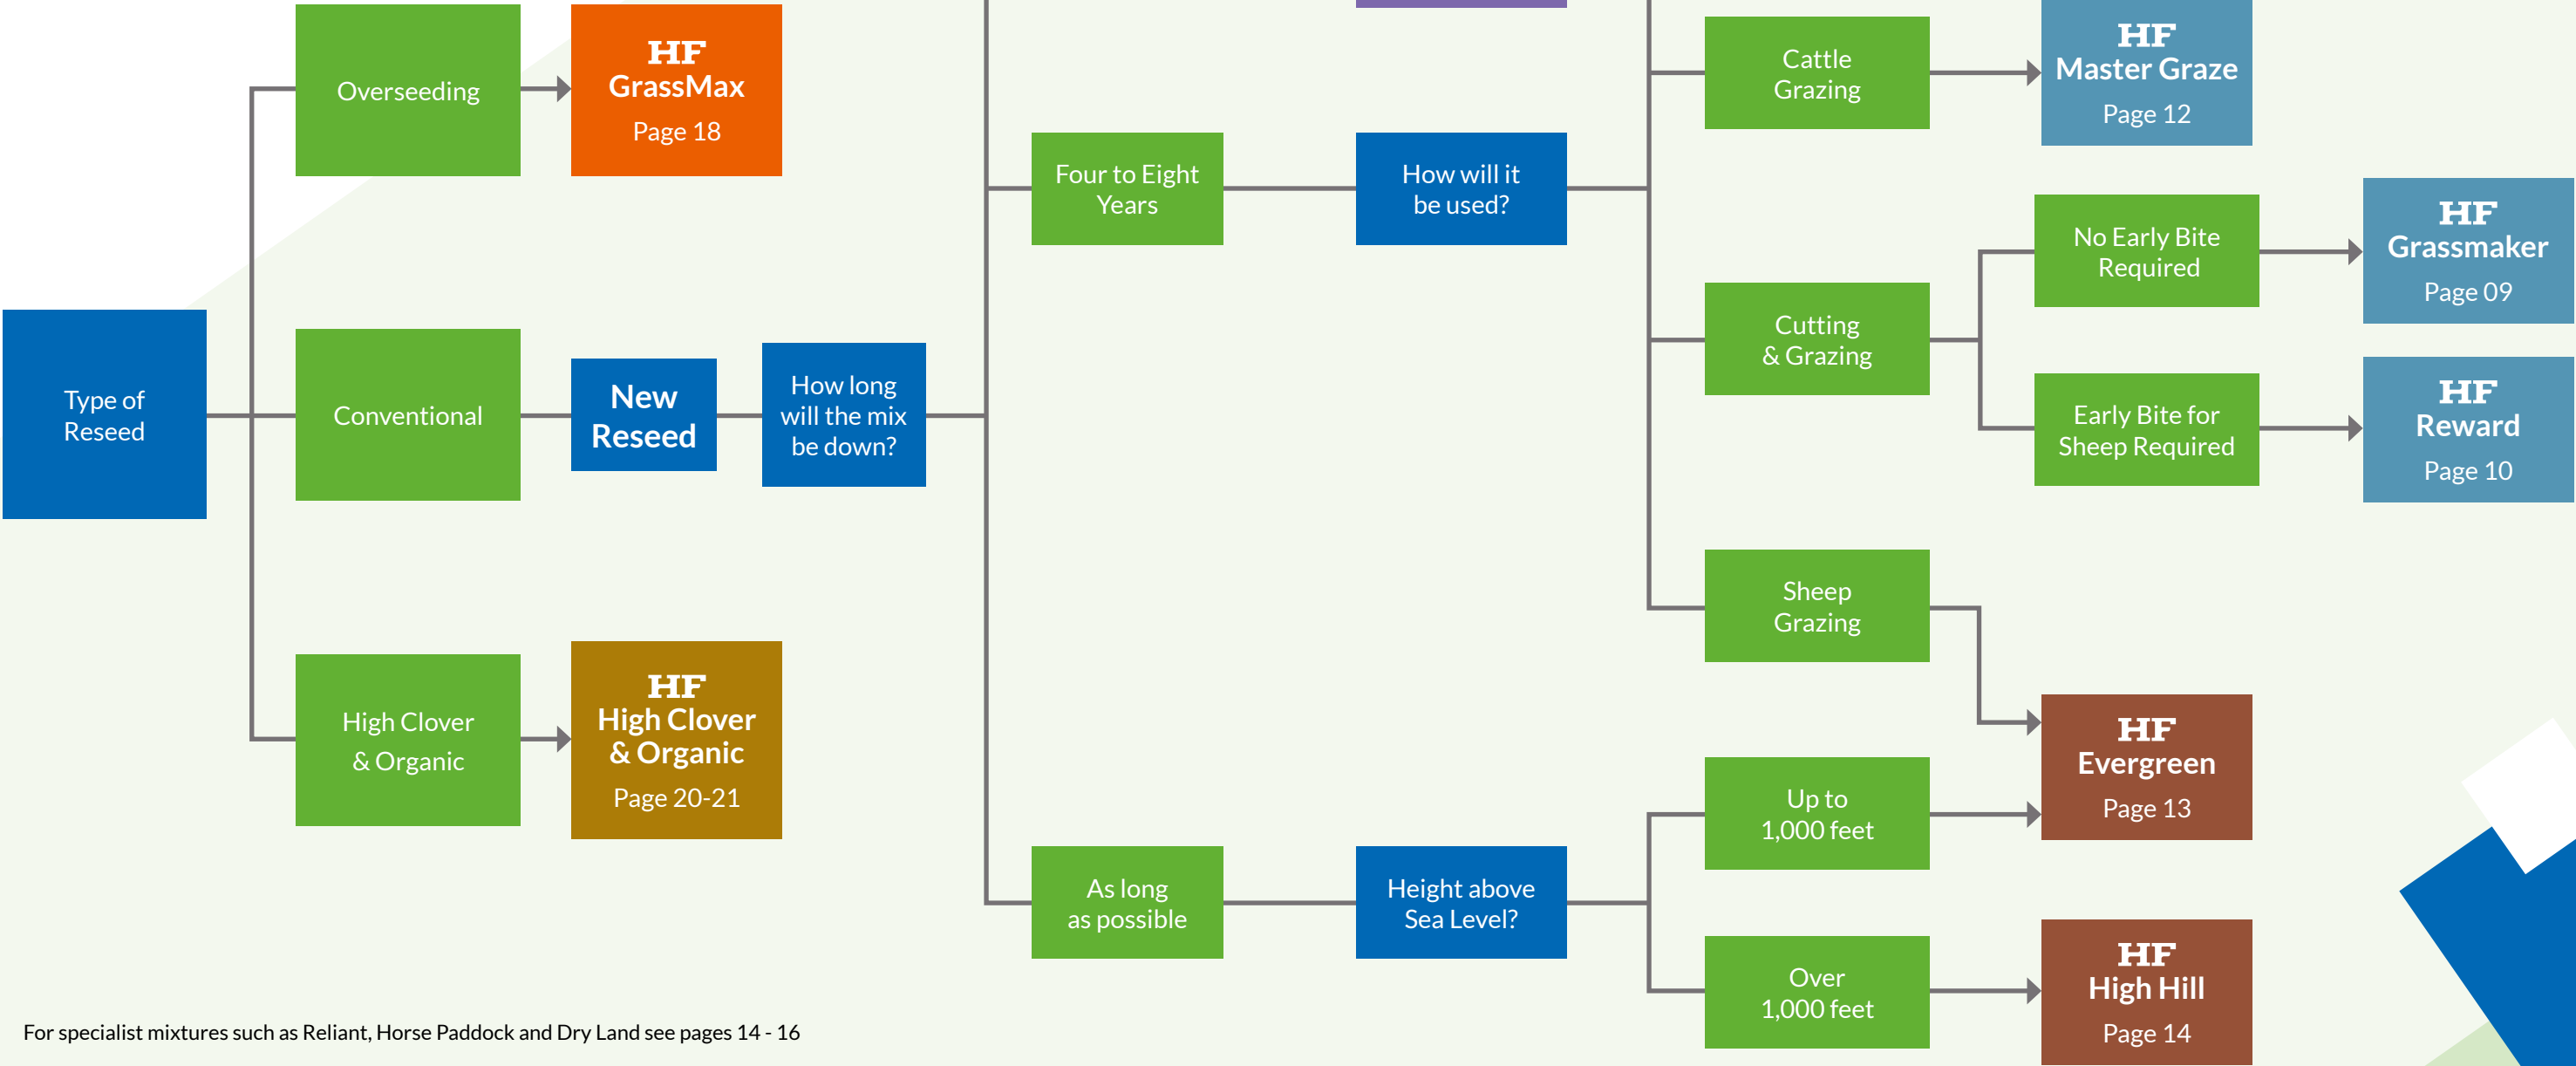 Overseeding
HF
GrassMax
Page 18
Cattle
Grazing
HF
Master Graze
Page 12
Four to Eight
Years
How will it
be used?
No Early Bite
Required
HF
Grassmaker
Page 09
Type of
Reseed
Conventional
New
Reseed
How long
will the mix
be down?
Cutting
& Grazing
Early Bite for
Sheep Required
HF
Reward
Page 10
Sheep
Grazing
High Clover
& Organic
HF
High Clover
& Organic
Page 20-21
HF
Evergreen
Page 13
Up to
1,000 feet
As long
as possible
Height above
Sea Level?
Over
1,000 feet
HF
High Hill
Page 14
For specialist mixtures such as Reliant, Horse Paddock and Dry Land see pages 14 - 16